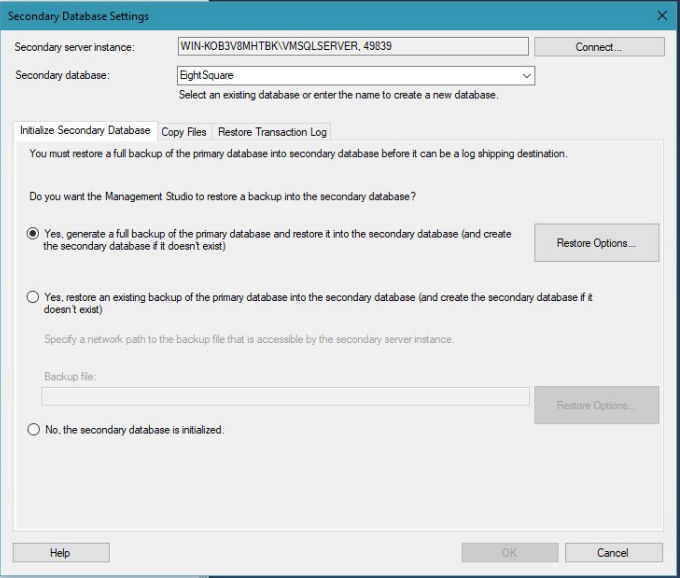 Secondary Database Settings
Secondary server instance: WIN-KOB3V8MHTBK\VMSQLSERVER, 49839 Connect...
Secondary database: EightSquare
Select an existing database or enter the name to create a new database.
Initialize Secondary Database Copy Files Restore Transaction Log
You must restore a full backup of the primary database into secondary database before it can be a log shipping destination.
Do you want the Management Studio to restore a backup into the secondary database?
Yes, generate a full backup of the primary database and restore it into the secondary database (and create
the secondary database if it doesn't exist)
Restore Options...
Yes, restore an existing backup of the primary database into the secondary database (and create the secondary database if it
doesn't exist)
Specify a network path to the backup file that is accessible by the secondary server instance.
Backup file:
Restore Options...
No, the secondary database is initialized.
Help OK Cancel